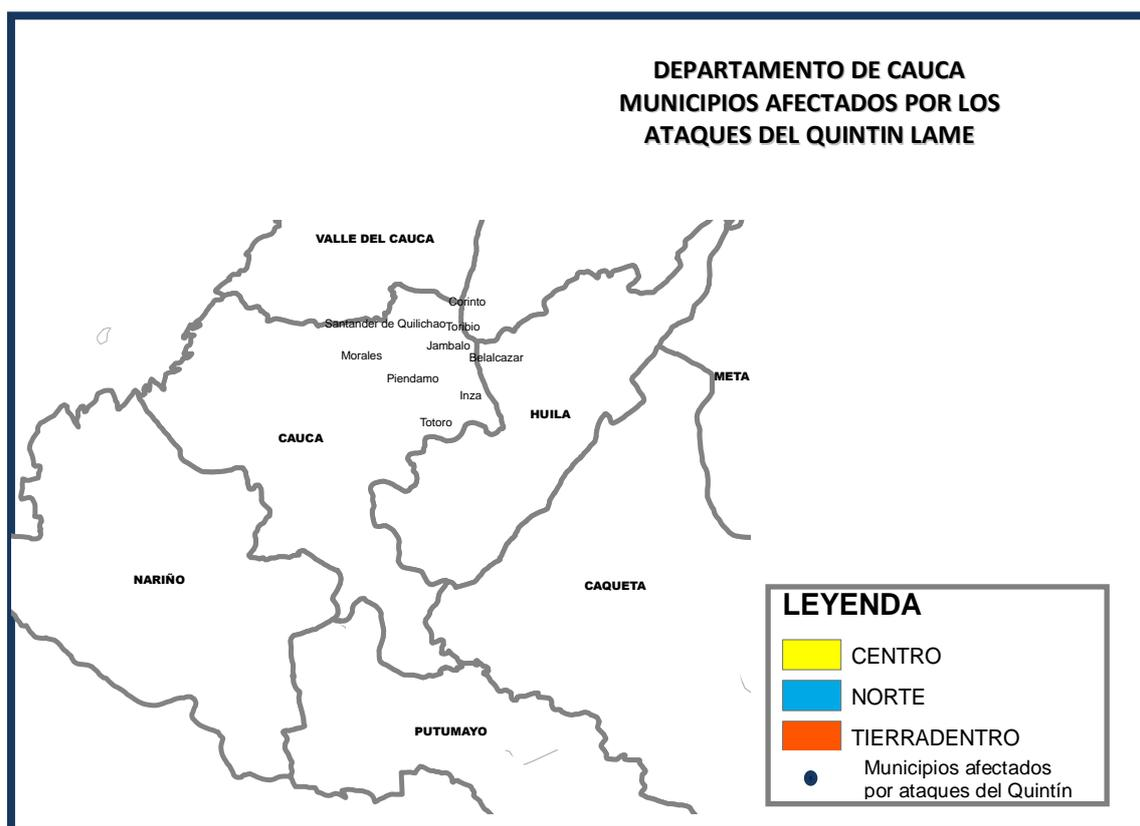 DEPARTAMENTO DE CAUCA
MUNICIPIOS AFECTADOS POR LOS
ATAQUES DEL QUINTIN LAME
VALLE DEL CAUCA
Corinto
Santander de Quilichao
Toribio
Jambalo
Morales
Belalcazar
META
Piendamo
Inza
HUILA
Totoro
CAUCA
NARIÑO
CAQUETA
PUTUMAYO
LEYENDA
CENTRO
NORTE
TIERRADENTRO
Municipios afectados
por ataques del Quintín